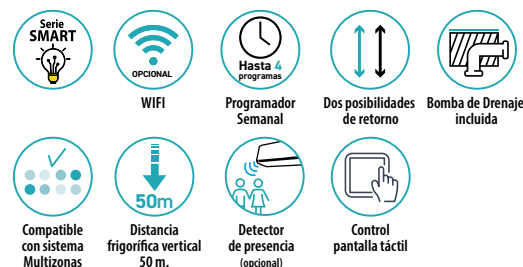 Serie
SMART
OPCIONAL
WIFI
Hasta 4
programas
Programador
Semanal
Dos posibilidades
de retorno
Bomba de Drenaje
incluida
Compatible
con sistema
Multizonas
50m
Distancia
frigorífica vertical
50 m.
Detector
de presencia
(opcional)
Control
pantalla táctil